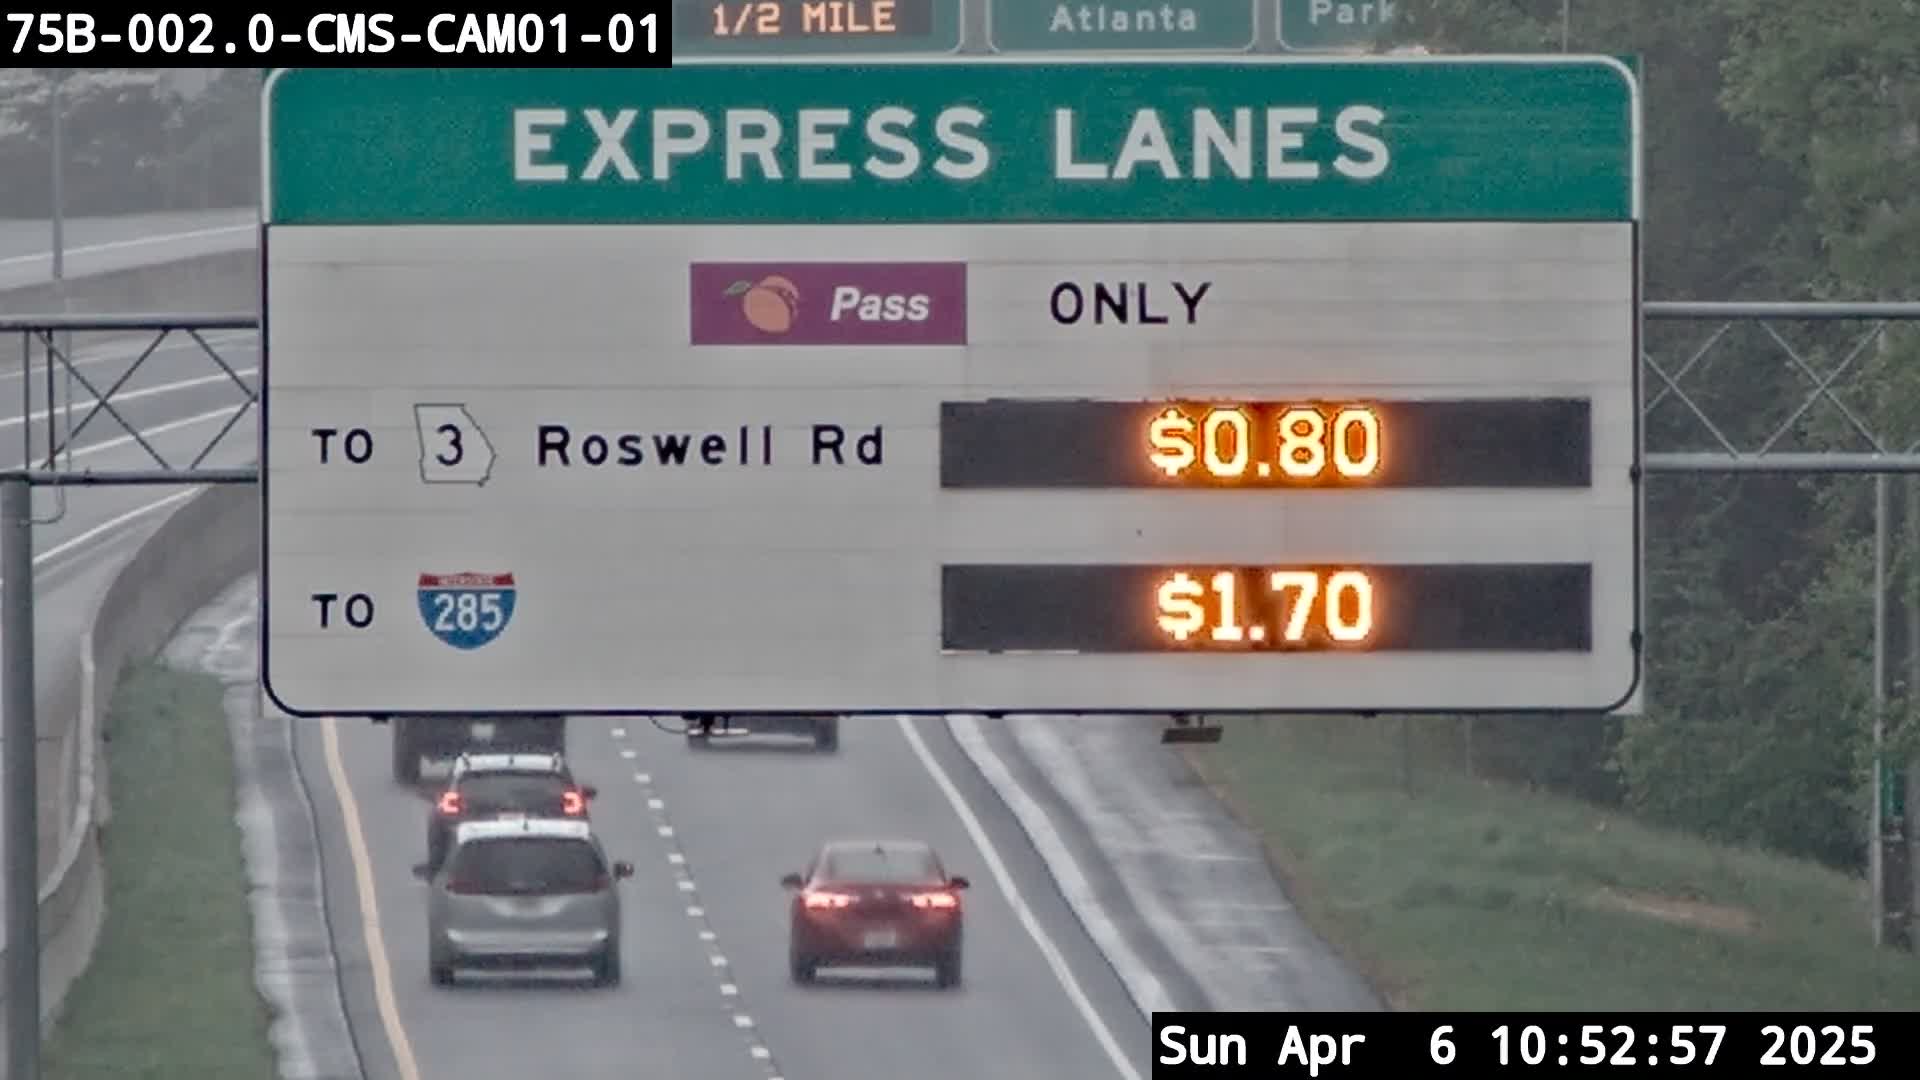 75B-002.0-CMS-CAM01-01
1/2 MILE
Atlanta
Park
EXPRESS LANES
Pass ONLY
TO 3 Roswell Rd $0.80
TO 285 $1.70
Sun Apr 6 10:52:57 2025